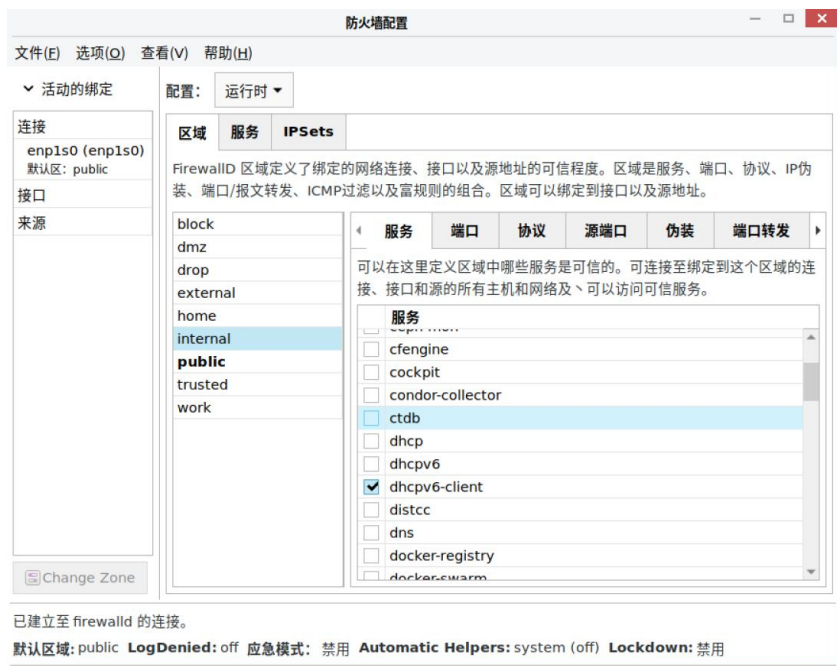 防火墙配置
文件(F) 选项(O) 查看(V) 帮助(H)
活动的绑定
配置： 运行时
连接
enp1s0 (enp1s0)
默认区：public
接口
来源
Change Zone
区域 服务 IPSets
FirewallD 区域定义了绑定的网络连接、接口以及源地址的可信程度。区域是服务、端口、协议、IP伪
装、端口/报文转发、ICMP过滤以及富规则的组合。区域可以绑定到接口以及源地址。
block
dmz
drop
external
home
internal
public
trusted
work
服务 端口 协议 源端口 伪装 端口转发
可以在这里定义区域中哪些服务是可信的。可连接至绑定到这个区域的连
接、接口和源的所有主机和网络及丶可以访问可信服务。
服务
ceph-mon
cfengine
cockpit
condor-collector
ctdb
dhcp
dhcpv6
dhcpv6-client
distcc
dns
docker-registry
docker-swarm
已建立至 firewalld 的连接。
默认区域: public LogDenied: off 应急模式： 禁用 Automatic Helpers: system (off) Lockdown: 禁用